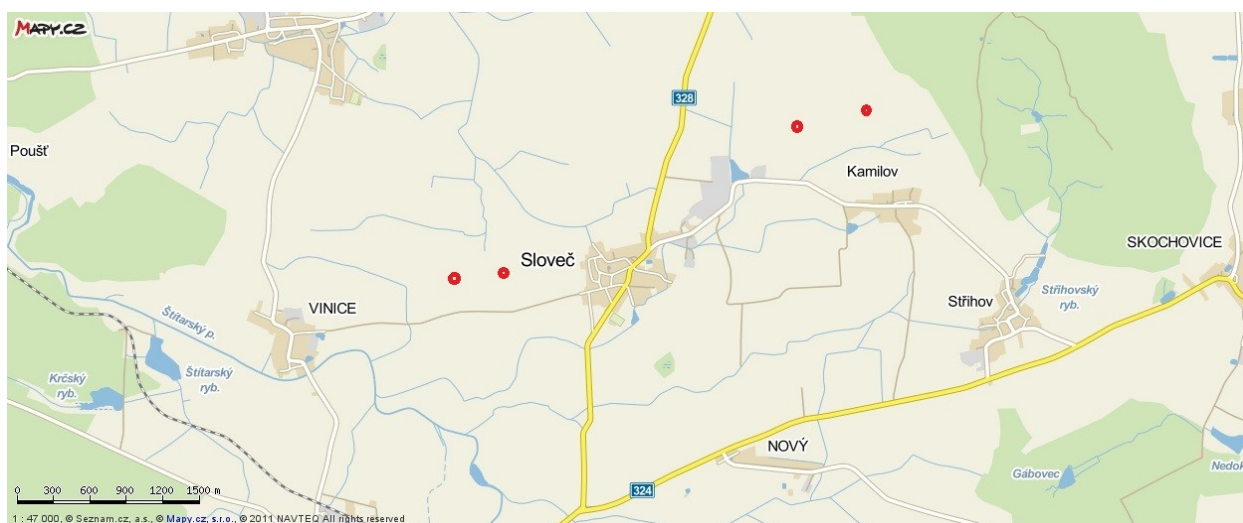 MAPY.CZ
328
Poušť
Kamilov
SKOCHOVICE
Sloveč
VINICE
Střihov
Střihovský
ryb.
Štítarský p.
Štítarský
ryb.
Krčský
ryb.
NOVÝ
Gábovec
Nedok
324
0 300 600 900 1200 1500 m
1 : 47 000, © Seznam.cz, a.s., © Mapy.cz, s.r.o., © 2011 NAVTEQ All rights reserved